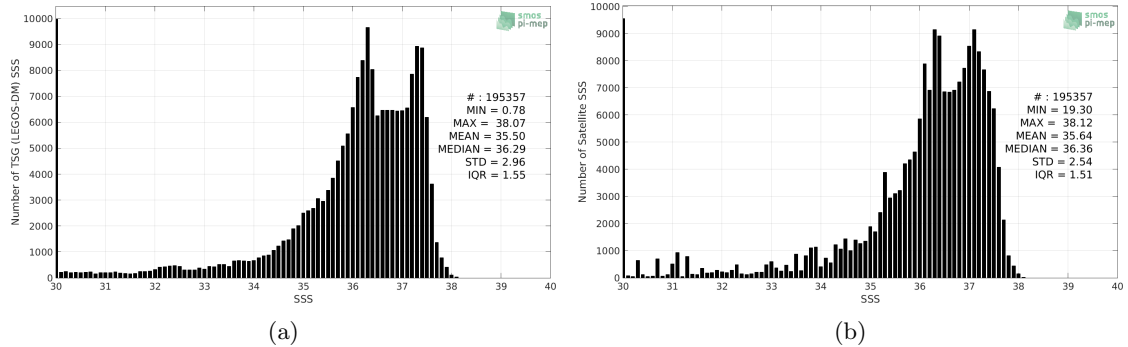 smos
pi-mep
10000
9000
8000
7000
6000
5000
4000
3000
2000
1000
0
Number of TSG (LEGOS-DM) SSS
# : 195357
MIN = 0.78
MAX = 38.07
MEAN = 35.50
MEDIAN = 36.29
STD = 2.96
IQR = 1.55
30 31 32 33 34 35 36 37 38 39 40
SSS
(a)
smos
pi-mep
10000
9000
8000
7000
6000
5000
4000
3000
2000
1000
0
Number of Satellite SSS
# : 195357
MIN = 19.30
MAX = 38.12
MEAN = 35.64
MEDIAN = 36.36
STD = 2.54
IQR = 1.51
30 31 32 33 34 35 36 37 38 39 40
SSS
(b)